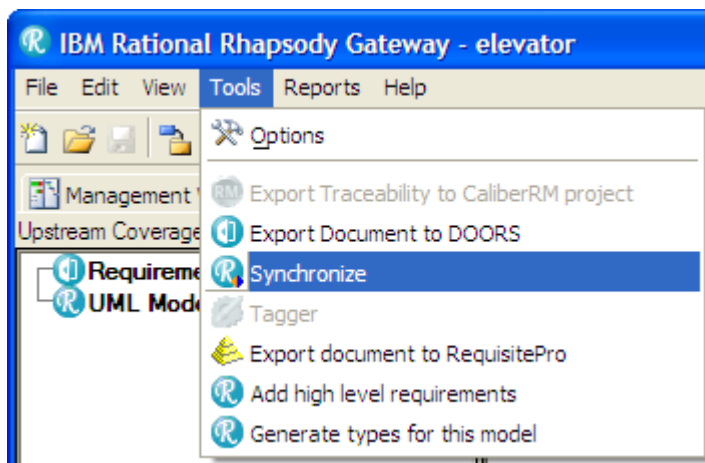 IBM Rational Rhapsody Gateway - elevator
File Edit View Tools Reports Help
Options
Management
Export Traceability to CaliberRM project
Upstream Coverage
Export Document to DOORS
Synchronize
UML
Tagger
Export document to RequisitePro
Add high level requirements
Generate types for this model